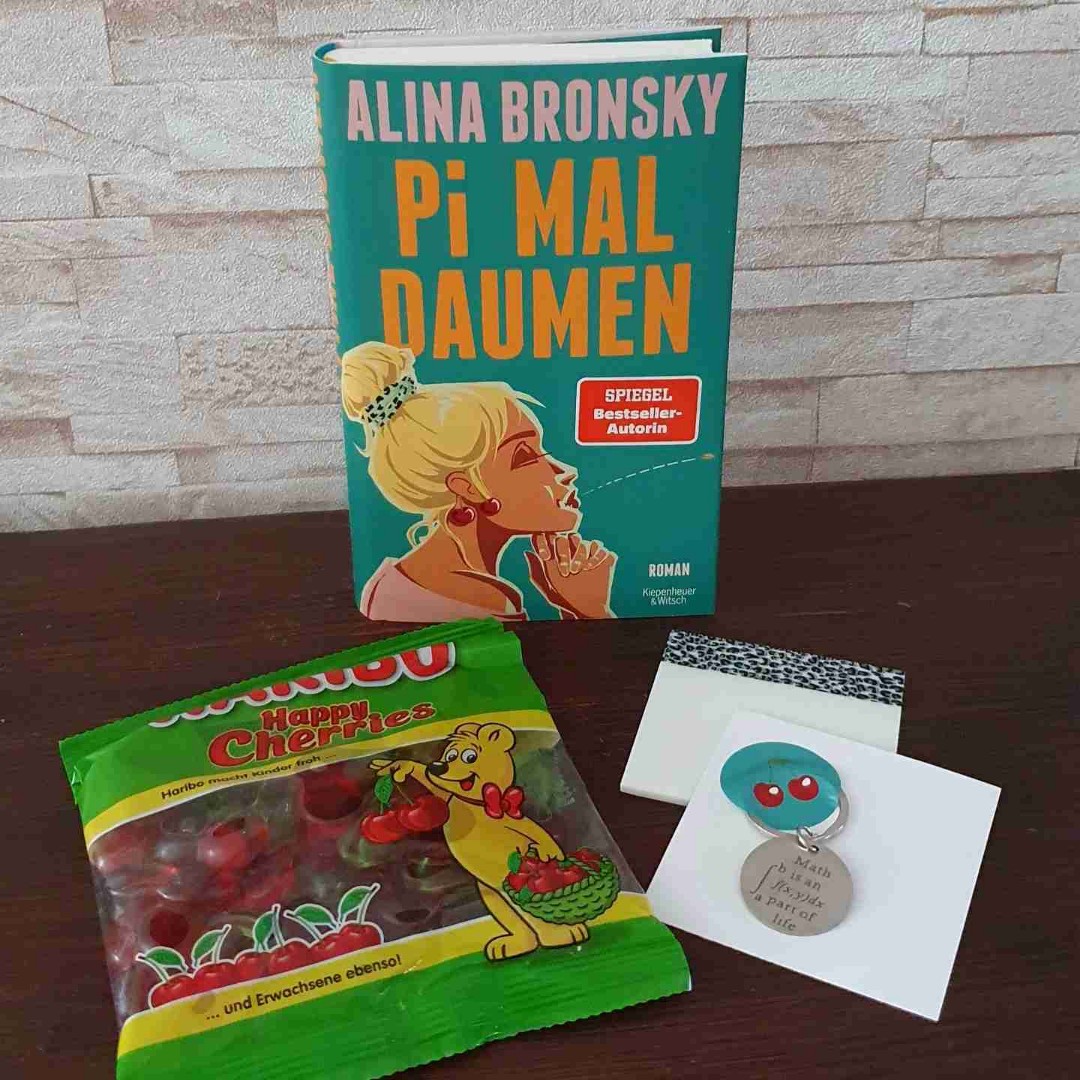 ALINA BRONSKY
Pi MAL
DAUMEN
SPIEGEL
Bestseller-
Autorin
ROMAN
Kiepenheuer
& Witsch
HARIBO
Happy
Cherries
Haribo macht Kinder froh ...
... und Erwachsene ebenso!
Math
b is an
∫ f(x,y)dx
a part of
life